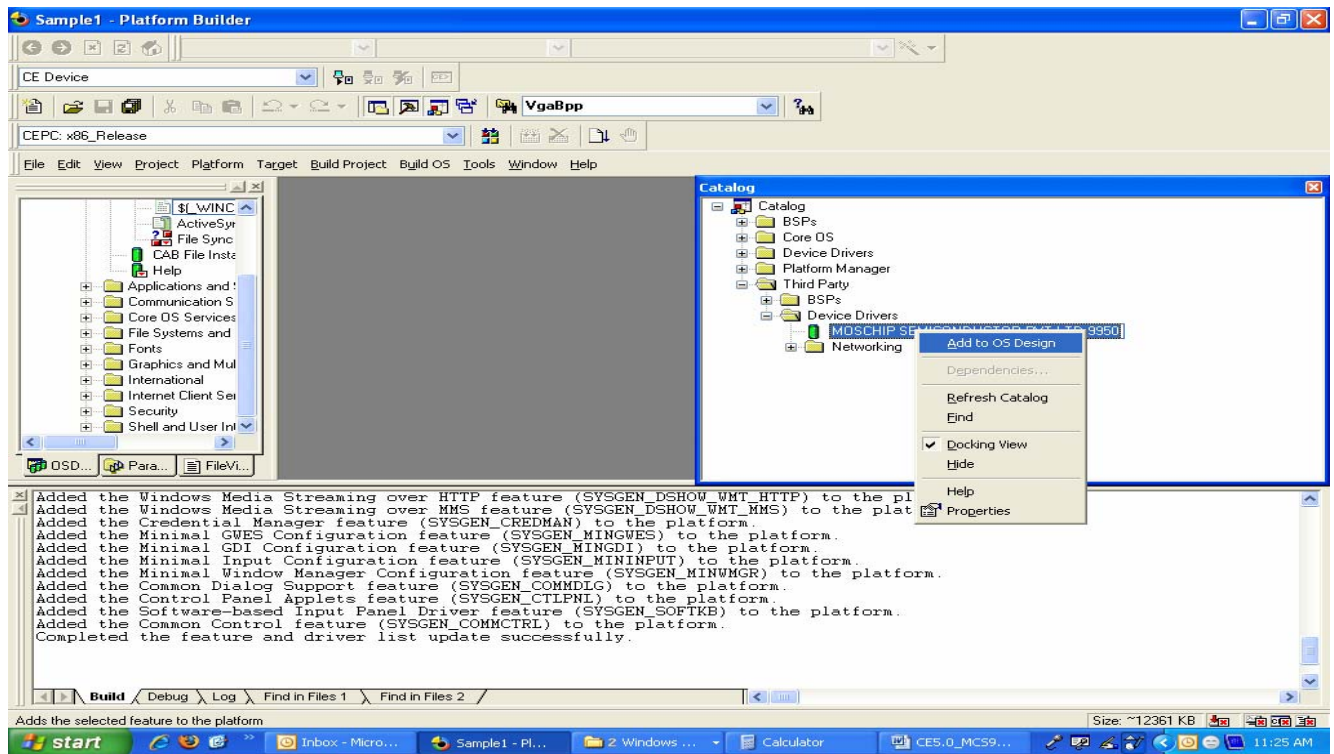 Sample1 - Platform Builder
CE Device
VgaBpp
CEPC: x86_Release
File Edit View Project Platform Target Build Project Build OS Tools Window Help
$(_WINC
ActiveSyn
File Sync
CAB File Insta
Help
Applications and
Communication S
Core OS Services
File Systems and
Fonts
Graphics and Mul
International
Internet Client Ser
Security
Shell and User Int
OSD... Para... FileVi...
Catalog
Catalog
BSPs
Core OS
Device Drivers
Platform Manager
Third Party
BSPs
Device Drivers
MOSCHIP SEMICONDUCTOR PVT LTD 9950
Networking
Add to OS Design
Dependencies...
Refresh Catalog
Find
Docking View
Hide
Help
Properties
Added the Windows Media Streaming over HTTP feature (SYSGEN_DSHOW_WMT_HTTP) to the pl
Added the Windows Media Streaming over MMS feature (SYSGEN_DSHOW_WMT_MMS) to the plat
Added the Credential Manager feature (SYSGEN_CREDMAN) to the platform.
Added the Minimal GWES Configuration feature (SYSGEN_MINGWES) to the platform.
Added the Minimal GDI Configuration feature (SYSGEN_MINGDI) to the platform.
Added the Minimal Input Configuration feature (SYSGEN_MININPUT) to the platform.
Added the Minimal Window Manager Configuration feature (SYSGEN_MINWMGR) to the platform.
Added the Common Dialog Support feature (SYSGEN_COMMDLG) to the platform.
Added the Control Panel Applets feature (SYSGEN_CTLPNL) to the platform.
Added the Software-based Input Panel Driver feature (SYSGEN_SOFTKB) to the platform.
Added the Common Control feature (SYSGEN_COMMCTRL) to the platform.
Completed the feature and driver list update successfully.
Build Debug Log Find in Files 1 Find in Files 2
Adds the selected feature to the platform
Size: ~12361 KB
start
Inbox - Micro...
Sample1 - Pl...
2 Windows ...
Calculator
CE5.0_MCS9...
11:25 AM